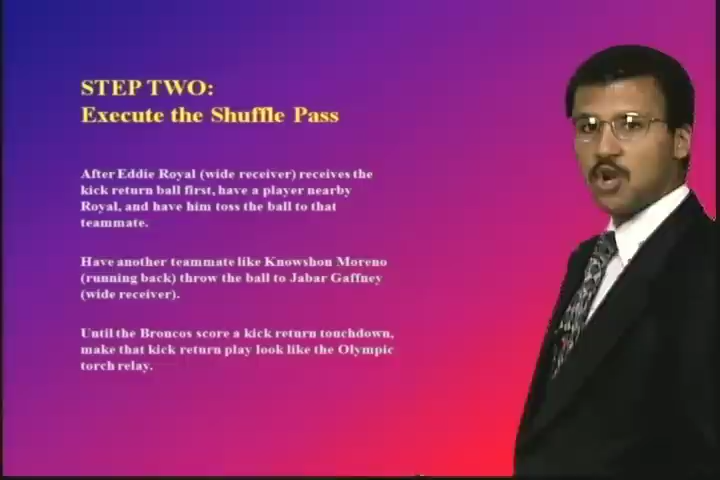 STEP TWO:
Execute the Shuffle Pass
After Eddie Royal (wide receiver) receives the
kick return ball first, have a player nearby
Royal, and have him toss the ball to that
teammate.
Have another teammate like Knowshon Moreno
(running back) throw the ball to Jabar Gaffney
(wide receiver).
Until the Broncos score a kick return touchdown,
make that kick return play look like the Olympic
torch relay.